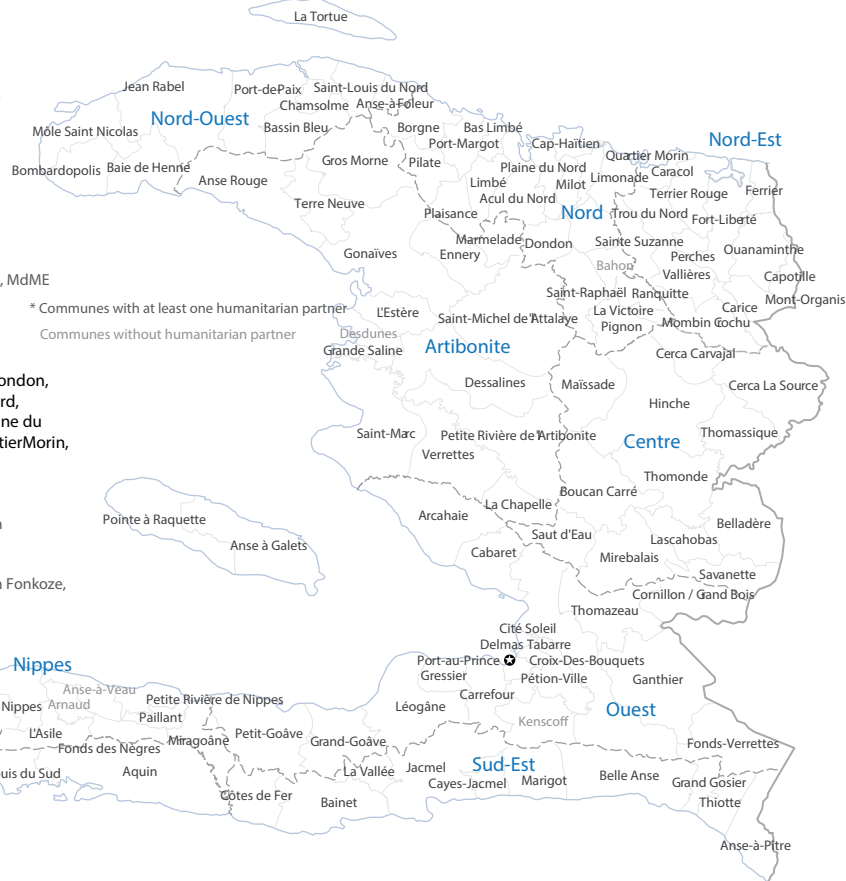 La Tortue
Jean Rabel
Port-dePaix
Saint-Louis du Nord
Chamsolme
Anse-à-Foleur
Nord-Ouest
Môle Saint Nicolas
Bassin Bleu
Borgne
Bas Limbé
Port-Margot
Cap-Haïtien
Nord-Est
Bombardopolis
Baie de Henne
Anse Rouge
Gros Morne
Pilate
Plaine du Nord
Quartier Morin
Limbé
Milot
Limonade
Caracol
Acul du Nord
Terrier Rouge
Ferrier
Terre Neuve
Plaisance
Nord
Trou du Nord
Fort-Liberté
Gonaïves
Marmelade
Dondon
Sainte Suzanne
Ennery
Perches
Ouanaminthe
Bahon
Vallières
Capotille
, MdME
Saint-Raphaël
Ranquitte
Mont-Organis
* Communes with at least one humanitarian partner
L'Estère
Saint-Michel de l'Attalaye
La Victoire
Carice
Pignon
Mombin Cochu
Communes without humanitarian partner
Desdunes
Grande Saline
Artibonite
Cerca Carvajal
ondon,
Dessalines
Maïssade
Cerca La Source
rd,
Hinche
ne du
Saint-Marc
Petite Rivière de l'Artibonite
Centre
Thomassique
tierMorin,
Verrettes
Thomonde
Boucan Carré
La Chapelle
Pointe à Raquette
Arcahaie
Belladère
n
Saut d'Eau
Lascahobas
Anse à Galets
Cabaret
Mirebalais
Savanette
n Fonkoze,
Cornillon / Grand Bois
Thomazeau
Cité Soleil
Delmas Tabarre
Nippes
Port-au-Prince
Croix-Des-Bouquets
Gressier
Pétion-Ville
Ganthier
Anse-à-Veau
Petite Rivière de Nippes
Carrefour
Nippes
Arnaud
Léogâne
Ouest
Paillant
Kenscoff
L'Asile
Miragoâne
Petit-Goâve
Grand-Goâve
Fonds-Verrettes
Fonds des Nègres
uis du Sud
Aquin
La Vallée
Jacmel
Sud-Est
Cayes-Jacmel
Marigot
Belle Anse
Grand Gosier
Côtes de Fer
Bainet
Thiotte
Anse-à-Pitre